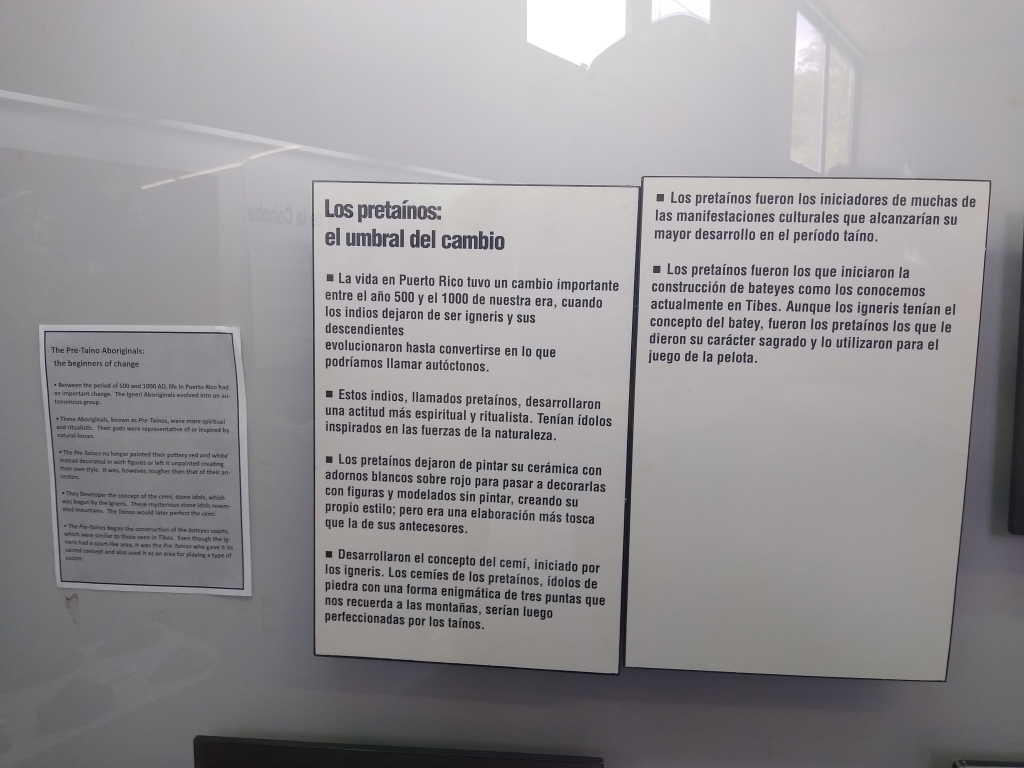 The Pre-Taino Aboriginals:
the beginners of change
• Between the period of 500 and 1000 AD, life in Puerto Rico had
an important change. The Igneri Aboriginals evolved into an au-
tonomous group.
• These Aboriginals, known as Pre-Tainos, were more spiritual
and ritualistic. Their gods were representative of or inspired by
natural forces.
• The Pre-Tainos no longer painted their pottery red and white'
instead decorated in with figures or left it unpainted creating
their own style. It was, however, rougher then that of their an-
cestors.
• They Developer the concept of the cemí, stone idols, which
was begun by the Igneris. These mysterious stone idols resem-
bled mountains. The Tainos would later perfect the cemí.
• The Pre-Tainos began the construction of the bateyes courts,
which were similar to those seen in Tibes. Even though the Ig-
neris had a court-like area, it was the Pre-Tainos who gave it its
sacred concept and also used it as an area for playing a type of
soccer.
Los pretaínos:
el umbral del cambio
■ La vida en Puerto Rico tuvo un cambio importante
entre el año 500 y el 1000 de nuestra era, cuando
los indios dejaron de ser igneris y sus
descendientes
evolucionaron hasta convertirse en lo que
podríamos llamar autóctonos.
■ Estos indios, llamados pretaínos, desarrollaron
una actitud más espiritual y ritualista. Tenían ídolos
inspirados en las fuerzas de la naturaleza.
■ Los pretaínos dejaron de pintar su cerámica con
adornos blancos sobre rojo para pasar a decorarlas
con figuras y modelados sin pintar, creando su
propio estilo; pero era una elaboración más tosca
que la de sus antecesores.
■ Desarrollaron el concepto del cemí, iniciado por
los igneris. Los cemíes de los pretaínos, ídolos de
piedra con una forma enigmática de tres puntas que
nos recuerda a las montañas, serían luego
perfeccionadas por los taínos.
■ Los pretaínos fueron los iniciadores de muchas de
las manifestaciones culturales que alcanzarían su
mayor desarrollo en el período taíno.
■ Los pretaínos fueron los que iniciaron la
construcción de bateyes como los conocemos
actualmente en Tibes. Aunque los igneris tenían el
concepto del batey, fueron los pretaínos los que le
dieron su carácter sagrado y lo utilizaron para el
juego de la pelota.